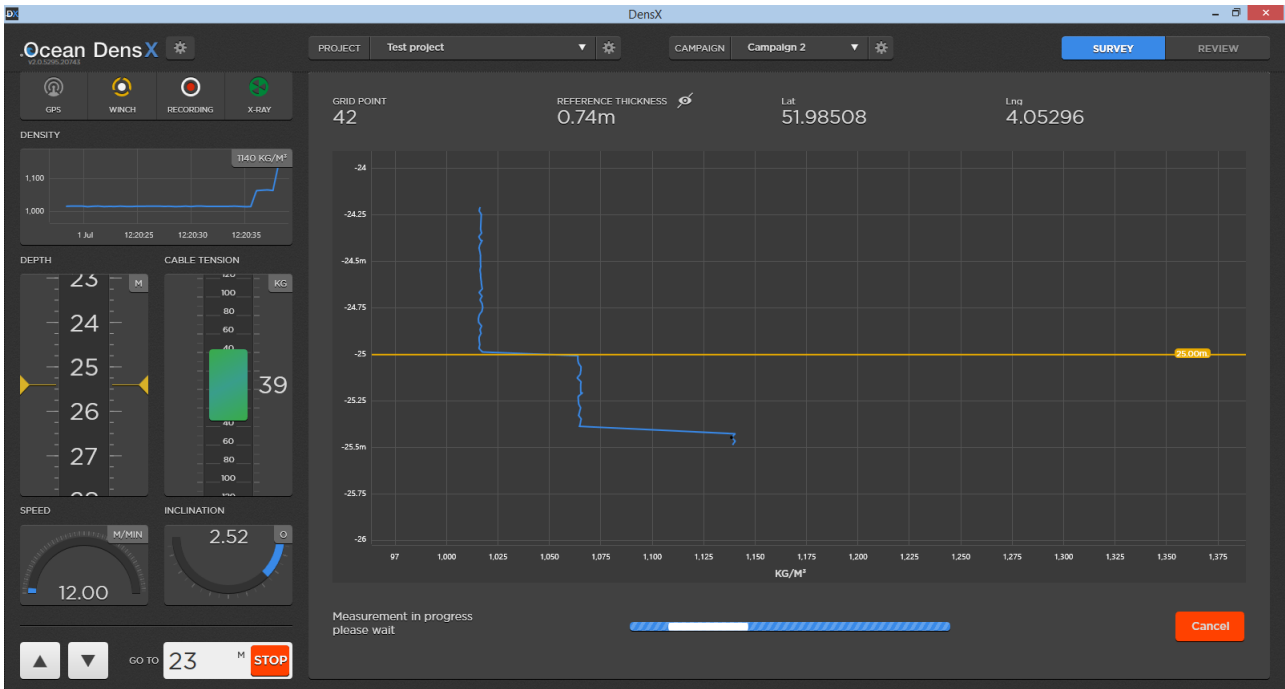 DX
DensX
.Ocean DensX
v2.0.5295.20743
PROJECT Test project
CAMPAIGN Campaign 2
SURVEY REVIEW
GPS WINCH RECORDING X-RAY
DENSITY
1140 KG/M³
1,100
1,000
1 Jul 12:20:25 12:20:30 12:20:35
DEPTH
M
23
24
25
26
27
CABLE TENSION
KG
120
100
80
60
40
39
40
60
80
100
120
SPEED
M/MIN
12.00
INCLINATION
2.52 O
GO TO 23 M STOP
GRID POINT
42
REFERENCE THICKNESS
0.74m
Lat
51.98508
Lng
4.05296
-24
-24.25
-24.5m
-24.75
-25
25.00m
-25.25
-25.5m
-25.75
-26
97 1,000 1,025 1,050 1,075 1,100 1,125 1,150 1,175 1,200 1,225 1,250 1,275 1,300 1,325 1,350 1,375
KG/M³
Measurement in progress
please wait
Cancel